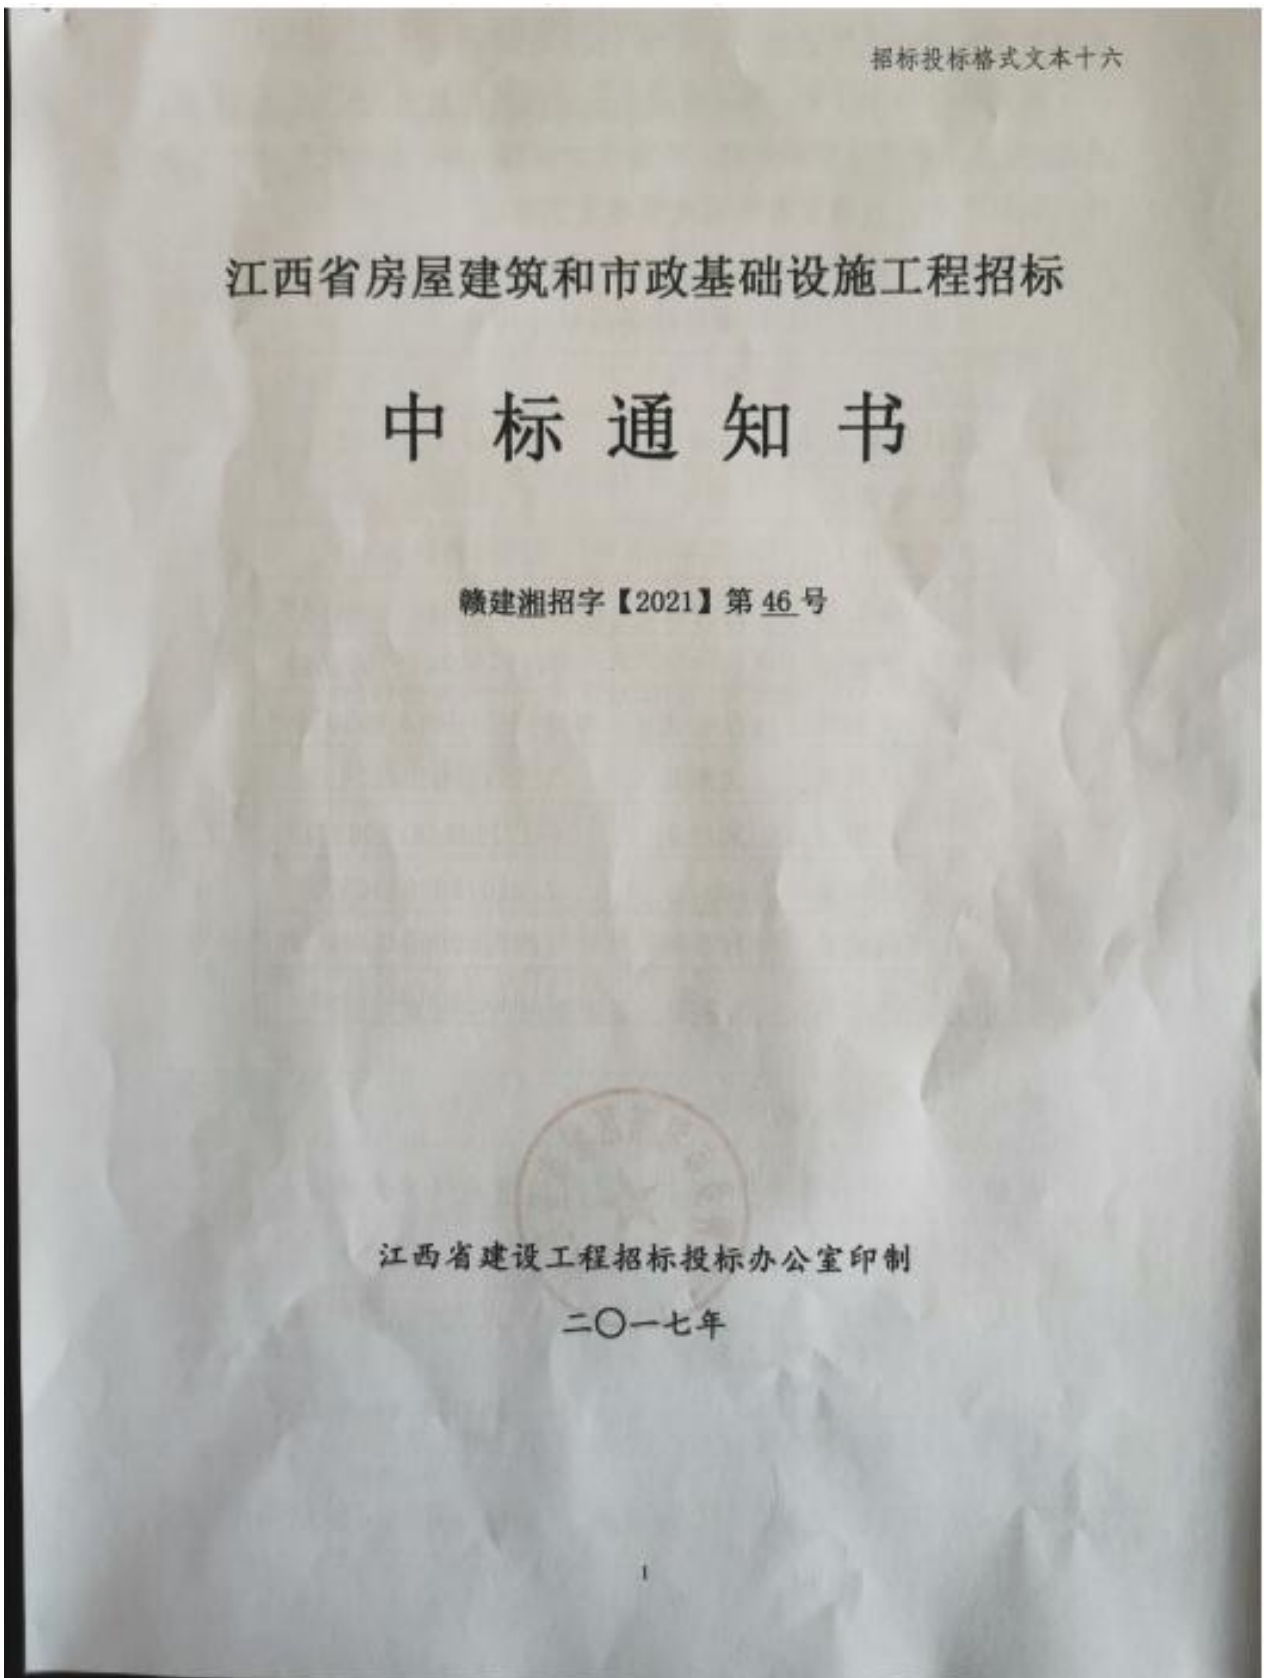 招标投标格式文本十六
江西省房屋建筑和市政基础设施工程招标
中标通知书
赣建湘招字【2021】第 46 号
江西省建设工程招标投标办公室印制
二〇一七年
1